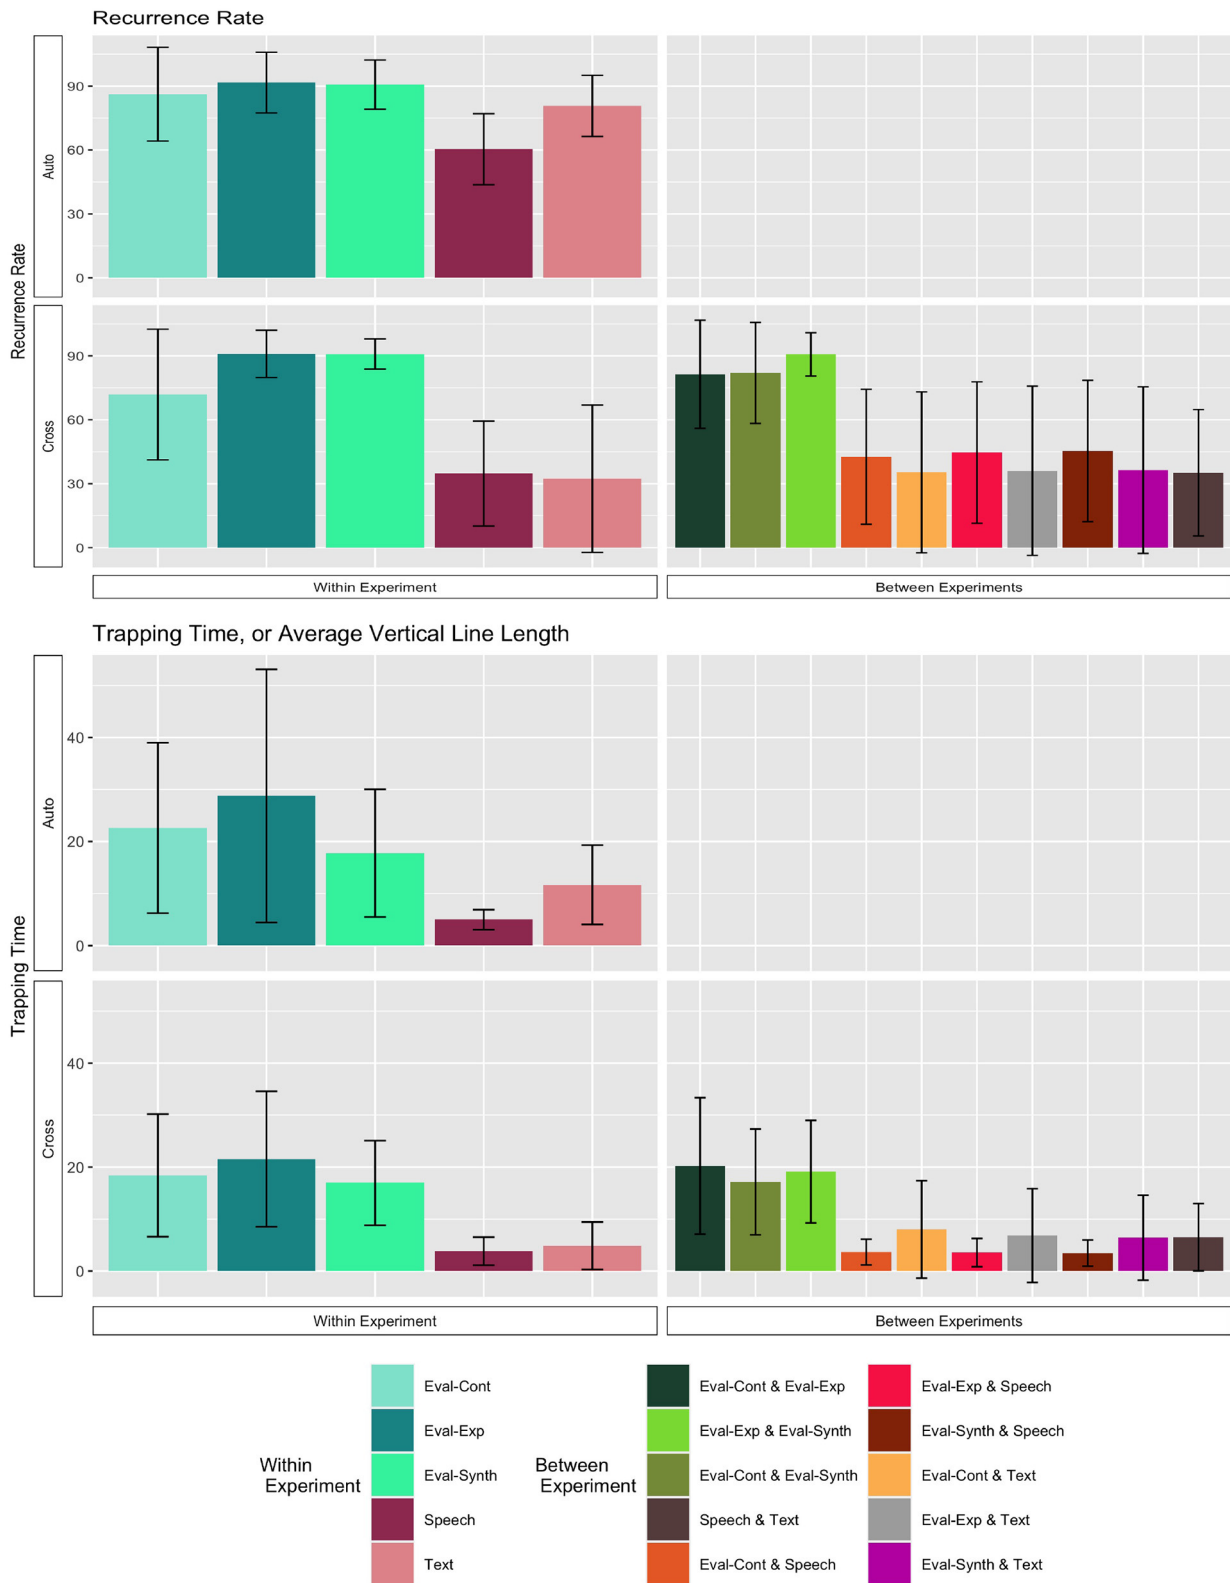 Recurrence Rate
Recurrence Rate
Auto
90
60
30
0
Cross
90
60
30
0
Within Experiment
Between Experiments
Trapping Time, or Average Vertical Line Length
Trapping Time
Auto
40
20
0
Cross
40
20
0
Within Experiment
Between Experiments
Within
Experiment
Eval-Cont
Eval-Exp
Eval-Synth
Speech
Text
Between
Experiment
Eval-Cont & Eval-Exp
Eval-Exp & Eval-Synth
Eval-Cont & Eval-Synth
Speech & Text
Eval-Cont & Speech
Eval-Exp & Speech
Eval-Synth & Speech
Eval-Cont & Text
Eval-Exp & Text
Eval-Synth & Text